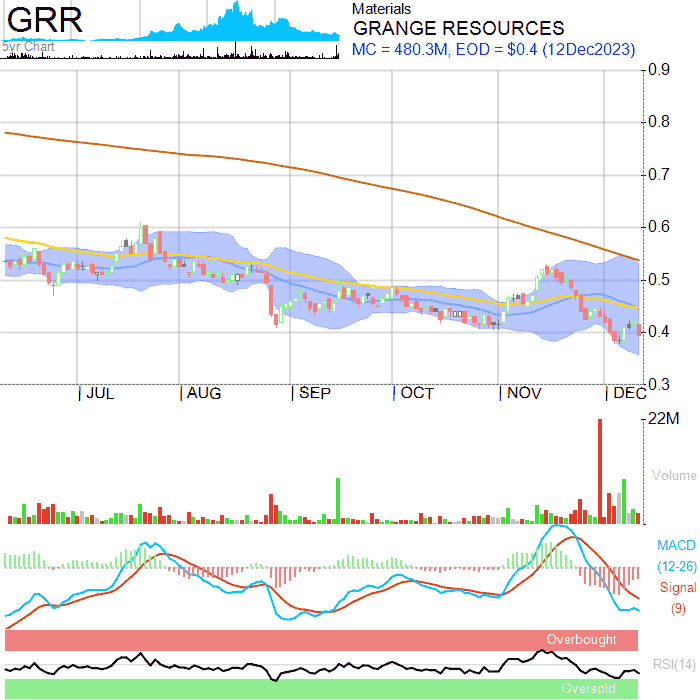 GRR
5yr Chart
Materials
GRANGE RESOURCES
MC = 480.3M, EOD = $0.4 (12Dec2023)
0.9
0.8
0.7
0.6
0.5
0.4
0.3
JUL AUG SEP OCT NOV DEC
22M
Volume
MACD
(12-26)
Signal
(9)
Overbought
RSI(14)
Oversold